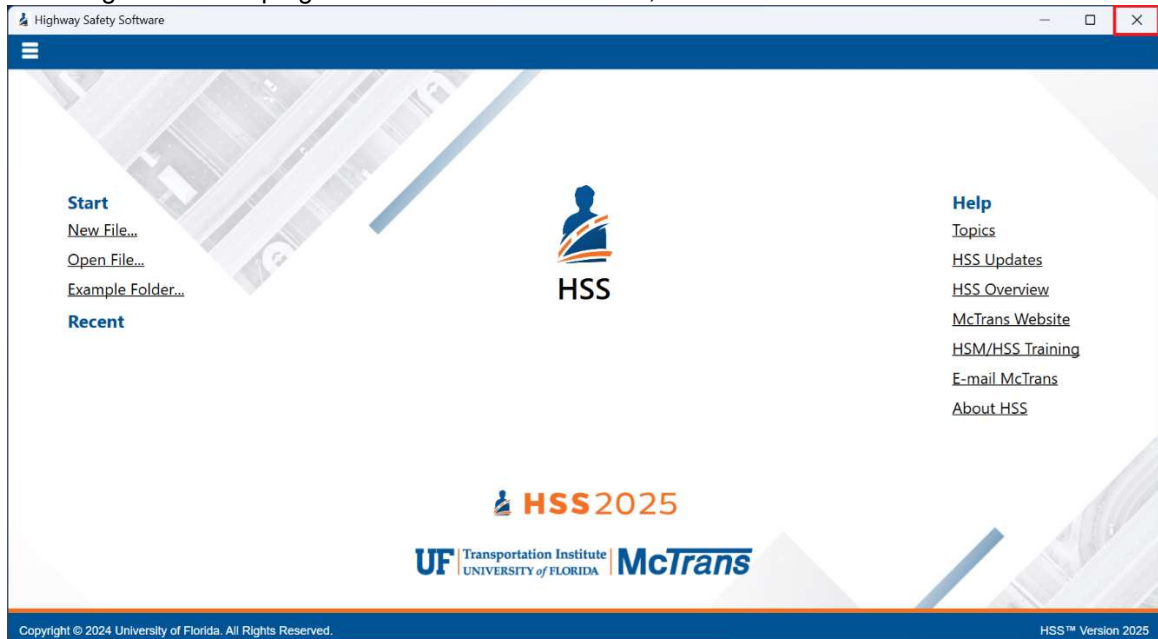 Highway Safety Software
Start
New File...
Open File...
Example Folder...
Recent
HSS
Help
Topics
HSS Updates
HSS Overview
McTrans Website
HSM/HSS Training
E-mail McTrans
About HSS
HSS2025
UF Transportation Institute McTrans
UNIVERSITY of FLORIDA
Copyright © 2024 University of Florida. All Rights Reserved.
HSS™ Version 2025